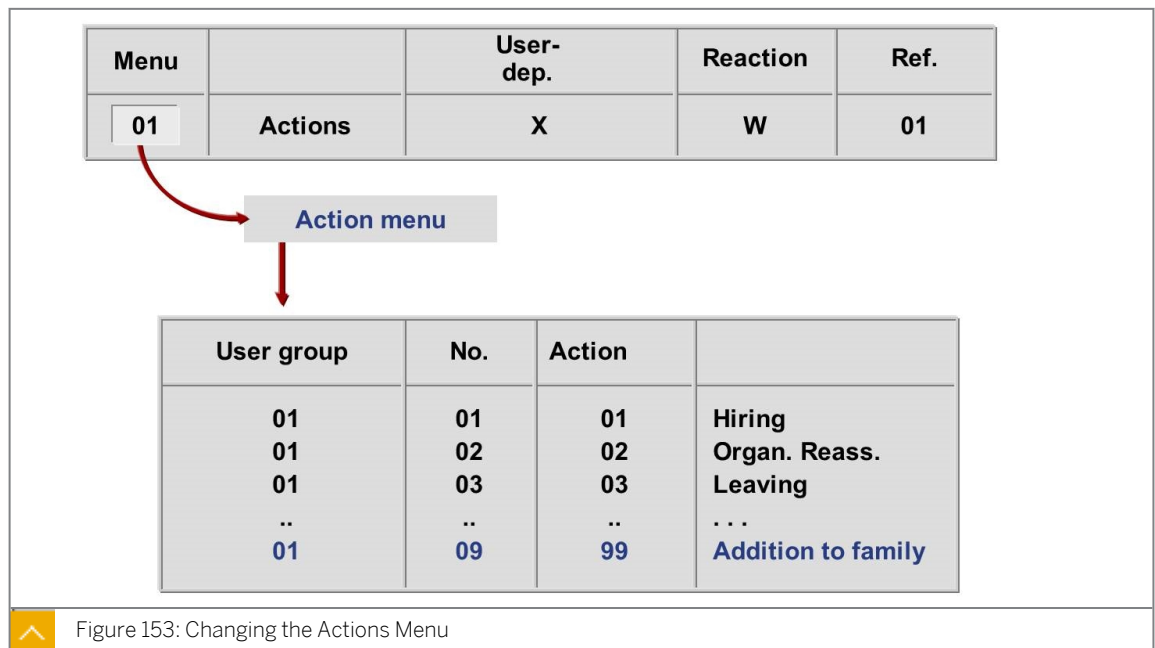 Menu User-dep. Reaction Ref.
01 Actions X W 01
Action menu
User group No. Action
01 01 01 Hiring
01 02 02 Organ. Reass.
01 03 03 Leaving
.. .. .. . . .
01 09 99 Addition to family
Figure 153: Changing the Actions Menu